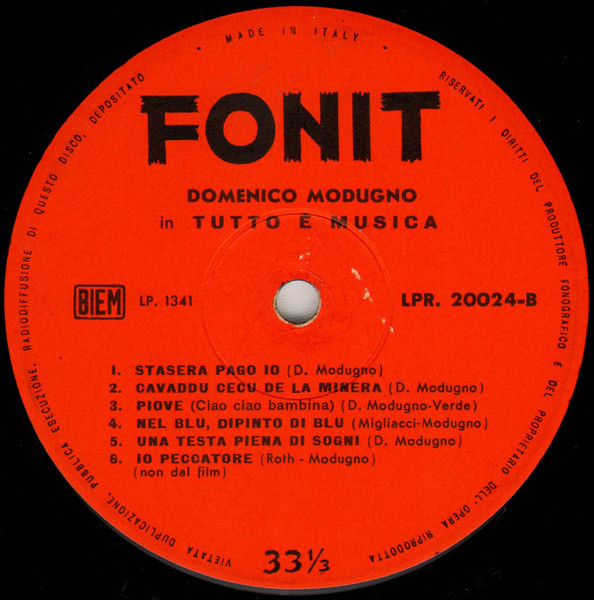 · MADE IN ITALY ·
RISERVATI I DIRITTI DEL PRODUTTORE FONOGRAFICO E DEL PROPRIETARIO DELL'OPERA RIPRODOTTA
VIETATA DUPLICAZIONE, PUBBLICA ESECUZIONE, RADIODIFFUSIONE DI QUESTO DISCO, DEPOSITATO
FONIT
DOMENICO MODUGNO
in TUTTO È MUSICA
BIEM LP. 1341 LPR. 20024-B
1. STASERA PAGO IO (D. Modugno)
2. CAVADDU CECU DE LA MINERA (D. Modugno)
3. PIOVE (Ciao ciao bambina) (D. Modugno-Verde)
4. NEL BLU, DIPINTO DI BLU (Migliacci-Modugno)
5. UNA TESTA PIENA DI SOGNI (D. Modugno)
6. IO PECCATORE (Roth - Modugno)
(non dal film)
33⅓